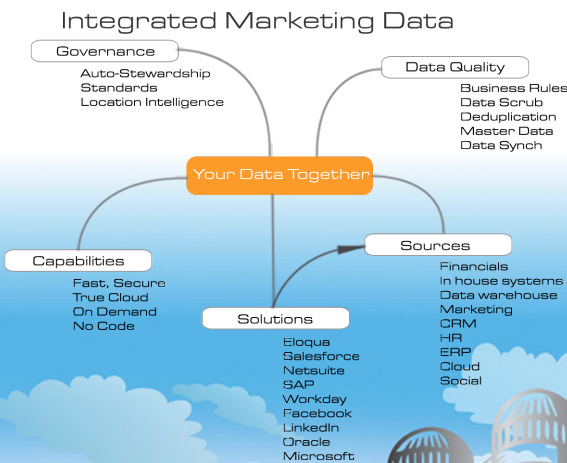 Integrated Marketing Data
Governance
Auto-Stewardship
Standards
Location Intelligence
Data Quality
Business Rules
Data Scrub
Deduplication
Master Data
Data Synch
Your Data Together
Capabilities
Fast, Secure
True Cloud
On Demand
No Code
Solutions
Eloqua
Salesforce
Netsuite
SAP
Workday
Facebook
LinkedIn
Oracle
Microsoft
Sources
Financials
In house systems
Data warehouse
Marketing
CRM
HR
ERP
Cloud
Social